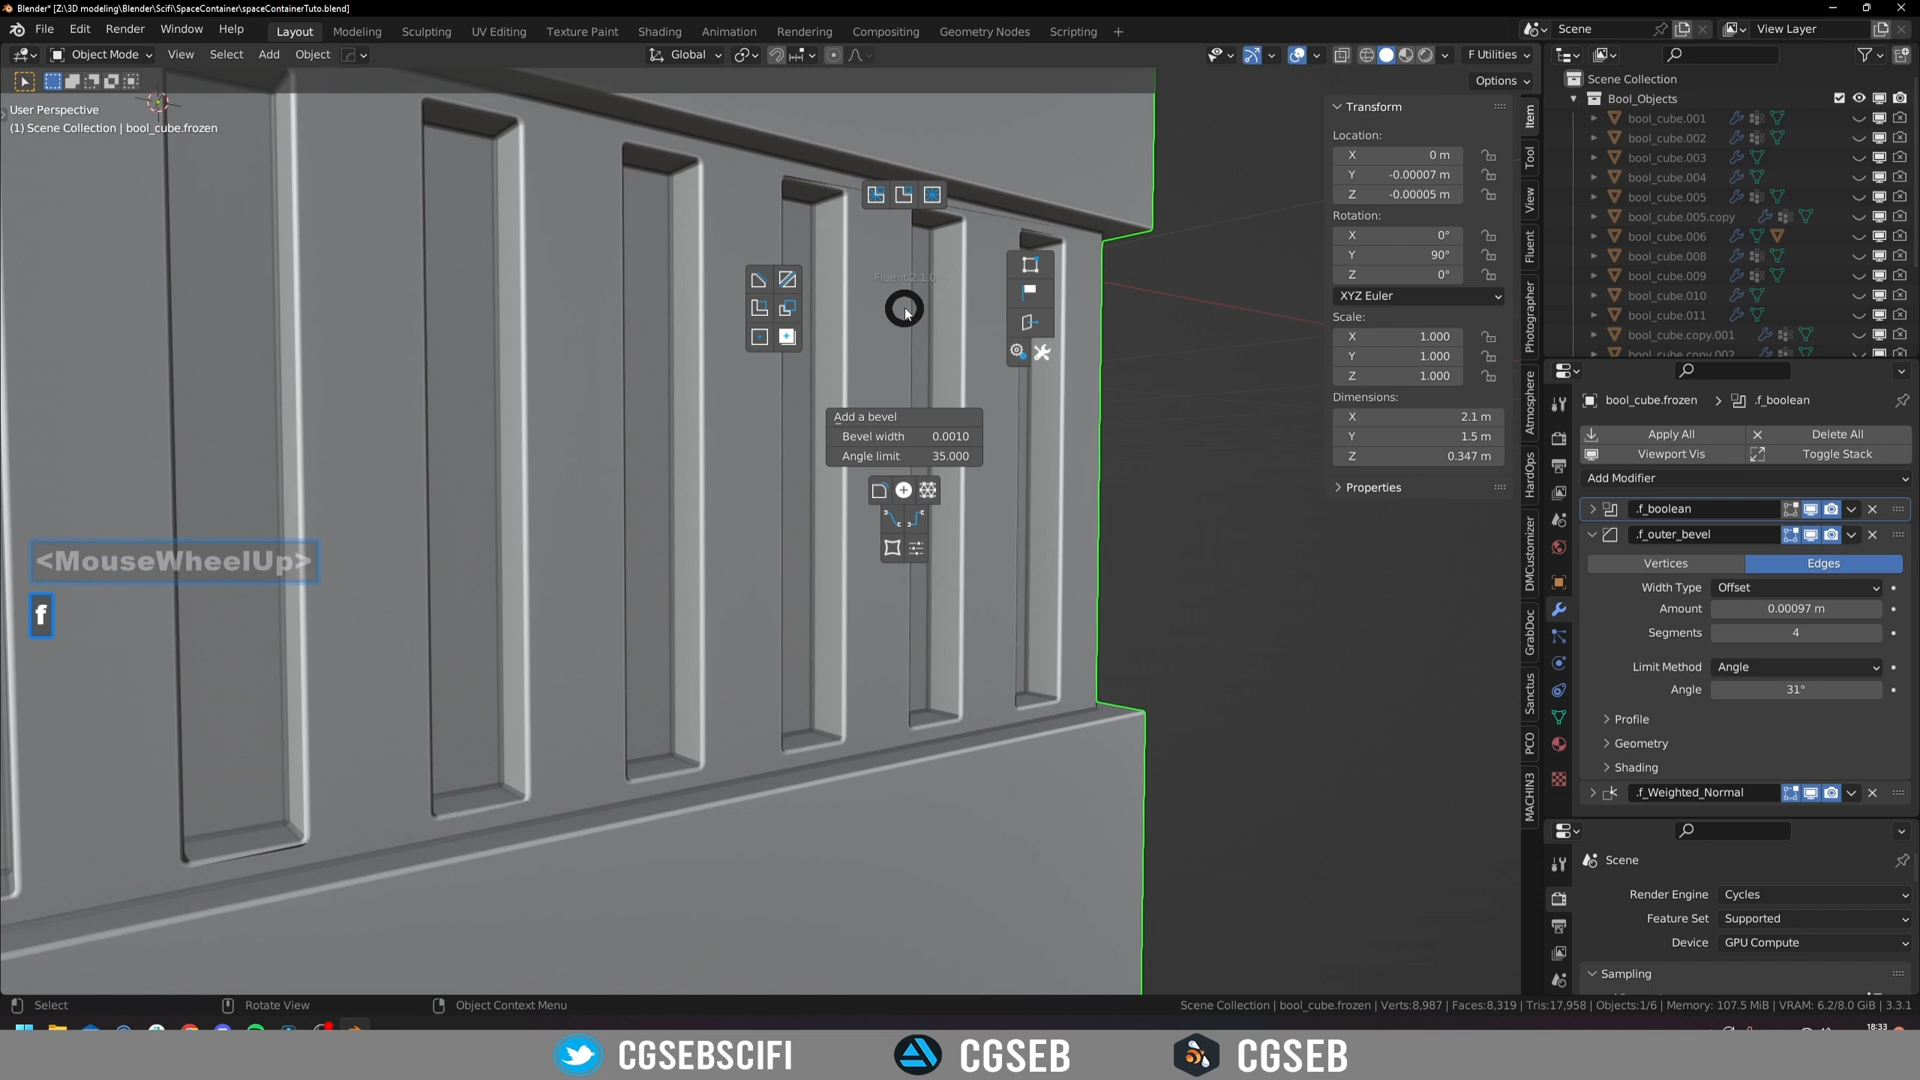 Blender* [Z:\3D modeling\Blender\Scifi\SpaceContainer\spaceContainerTuto.blend]
File Edit Render Window Help
Layout Modeling Sculpting UV Editing Texture Paint Shading Animation Rendering Compositing Geometry Nodes Scripting +
Scene View Layer
Object Mode View Select Add Object Global F Utilities
Options
User Perspective
(1) Scene Collection | bool_cube.frozen
<MouseWheelUp>
f
Fluent 2.1.0
Add a bevel
Bevel width 0.0010
Angle limit 35.000
Transform
Location:
X 0 m
Y -0.00007 m
Z -0.00005 m
Rotation:
X 0°
Y 90°
Z 0°
XYZ Euler
Scale:
X 1.000
Y 1.000
Z 1.000
Dimensions:
X 2.1 m
Y 1.5 m
Z 0.347 m
Properties
Item
Tool
View
Fluent
Photographer
Atmosphere
HardOps
DMCustomizer
GrabDoc
Sanctus
PCO
MACHIN3
Scene Collection
Bool_Objects
bool_cube.001
bool_cube.002
bool_cube.003
bool_cube.004
bool_cube.005
bool_cube.005.copy
bool_cube.006
bool_cube.008
bool_cube.009
bool_cube.010
bool_cube.011
bool_cube.copy.001
bool_cube.copy.002
bool_cube.frozen > .f_boolean
Apply All Delete All
Viewport Vis Toggle Stack
Add Modifier
.f_boolean
.f_outer_bevel
Vertices Edges
Width Type Offset
Amount 0.00097 m
Segments 4
Limit Method Angle
Angle 31°
Profile
Geometry
Shading
.f_Weighted_Normal
Scene
Render Engine Cycles
Feature Set Supported
Device GPU Compute
Sampling
Select Rotate View Object Context Menu
Scene Collection | bool_cube.frozen | Verts:8,987 | Faces:8,319 | Tris:17,958 | Objects:1/6 | Memory: 107.5 MiB | VRAM: 6.2/8.0 GiB | 3.3.1
18:33
CGSEBSCIFI CGSEB CGSEB